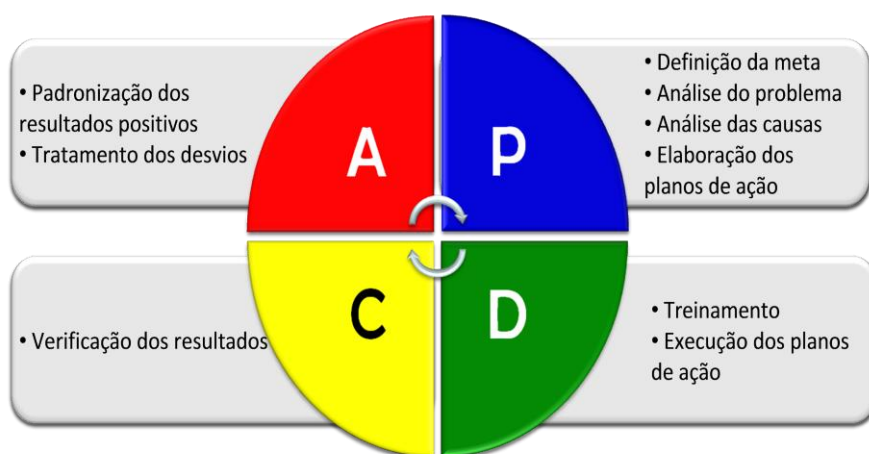 • Padronização dos
resultados positivos
• Tratamento dos desvios
A
P
• Definição da meta
• Análise do problema
• Análise das causas
• Elaboração dos
planos de ação
• Verificação dos resultados
C
D
• Treinamento
• Execução dos planos
de ação